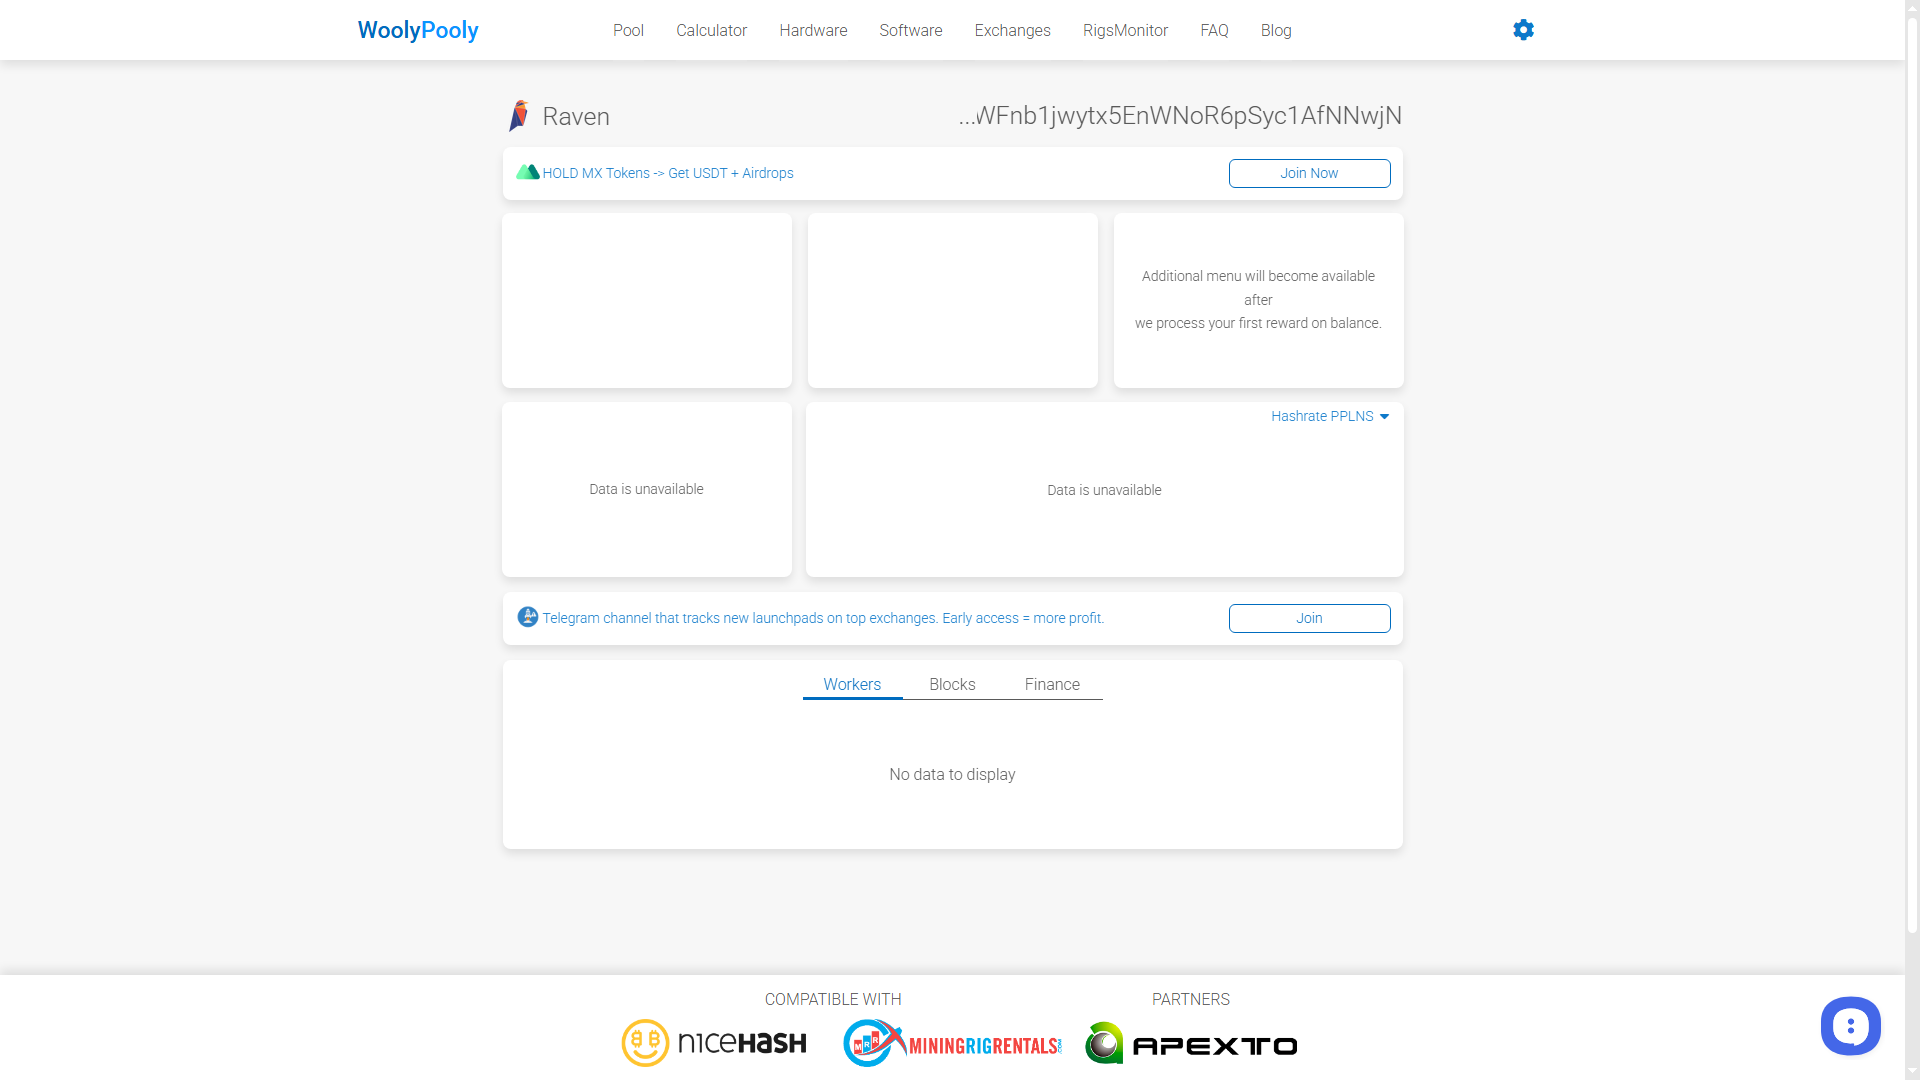 WoolyPooly
Pool
Calculator
Hardware
Software
Exchanges
RigsMonitor
FAQ
Blog
Raven
...WFnb1jwytx5EnWNoR6pSyc1AfNNwjN
HOLD MX Tokens -> Get USDT + Airdrops
Join Now
Additional menu will become available
after
we process your first reward on balance.
Data is unavailable
Hashrate PPLNS
Data is unavailable
Telegram channel that tracks new launchpads on top exchanges. Early access = more profit.
Join
Workers
Blocks
Finance
No data to display
COMPATIBLE WITH
PARTNERS
nicehash
MRR MININGRIGRENTALS.COM
APEXTO